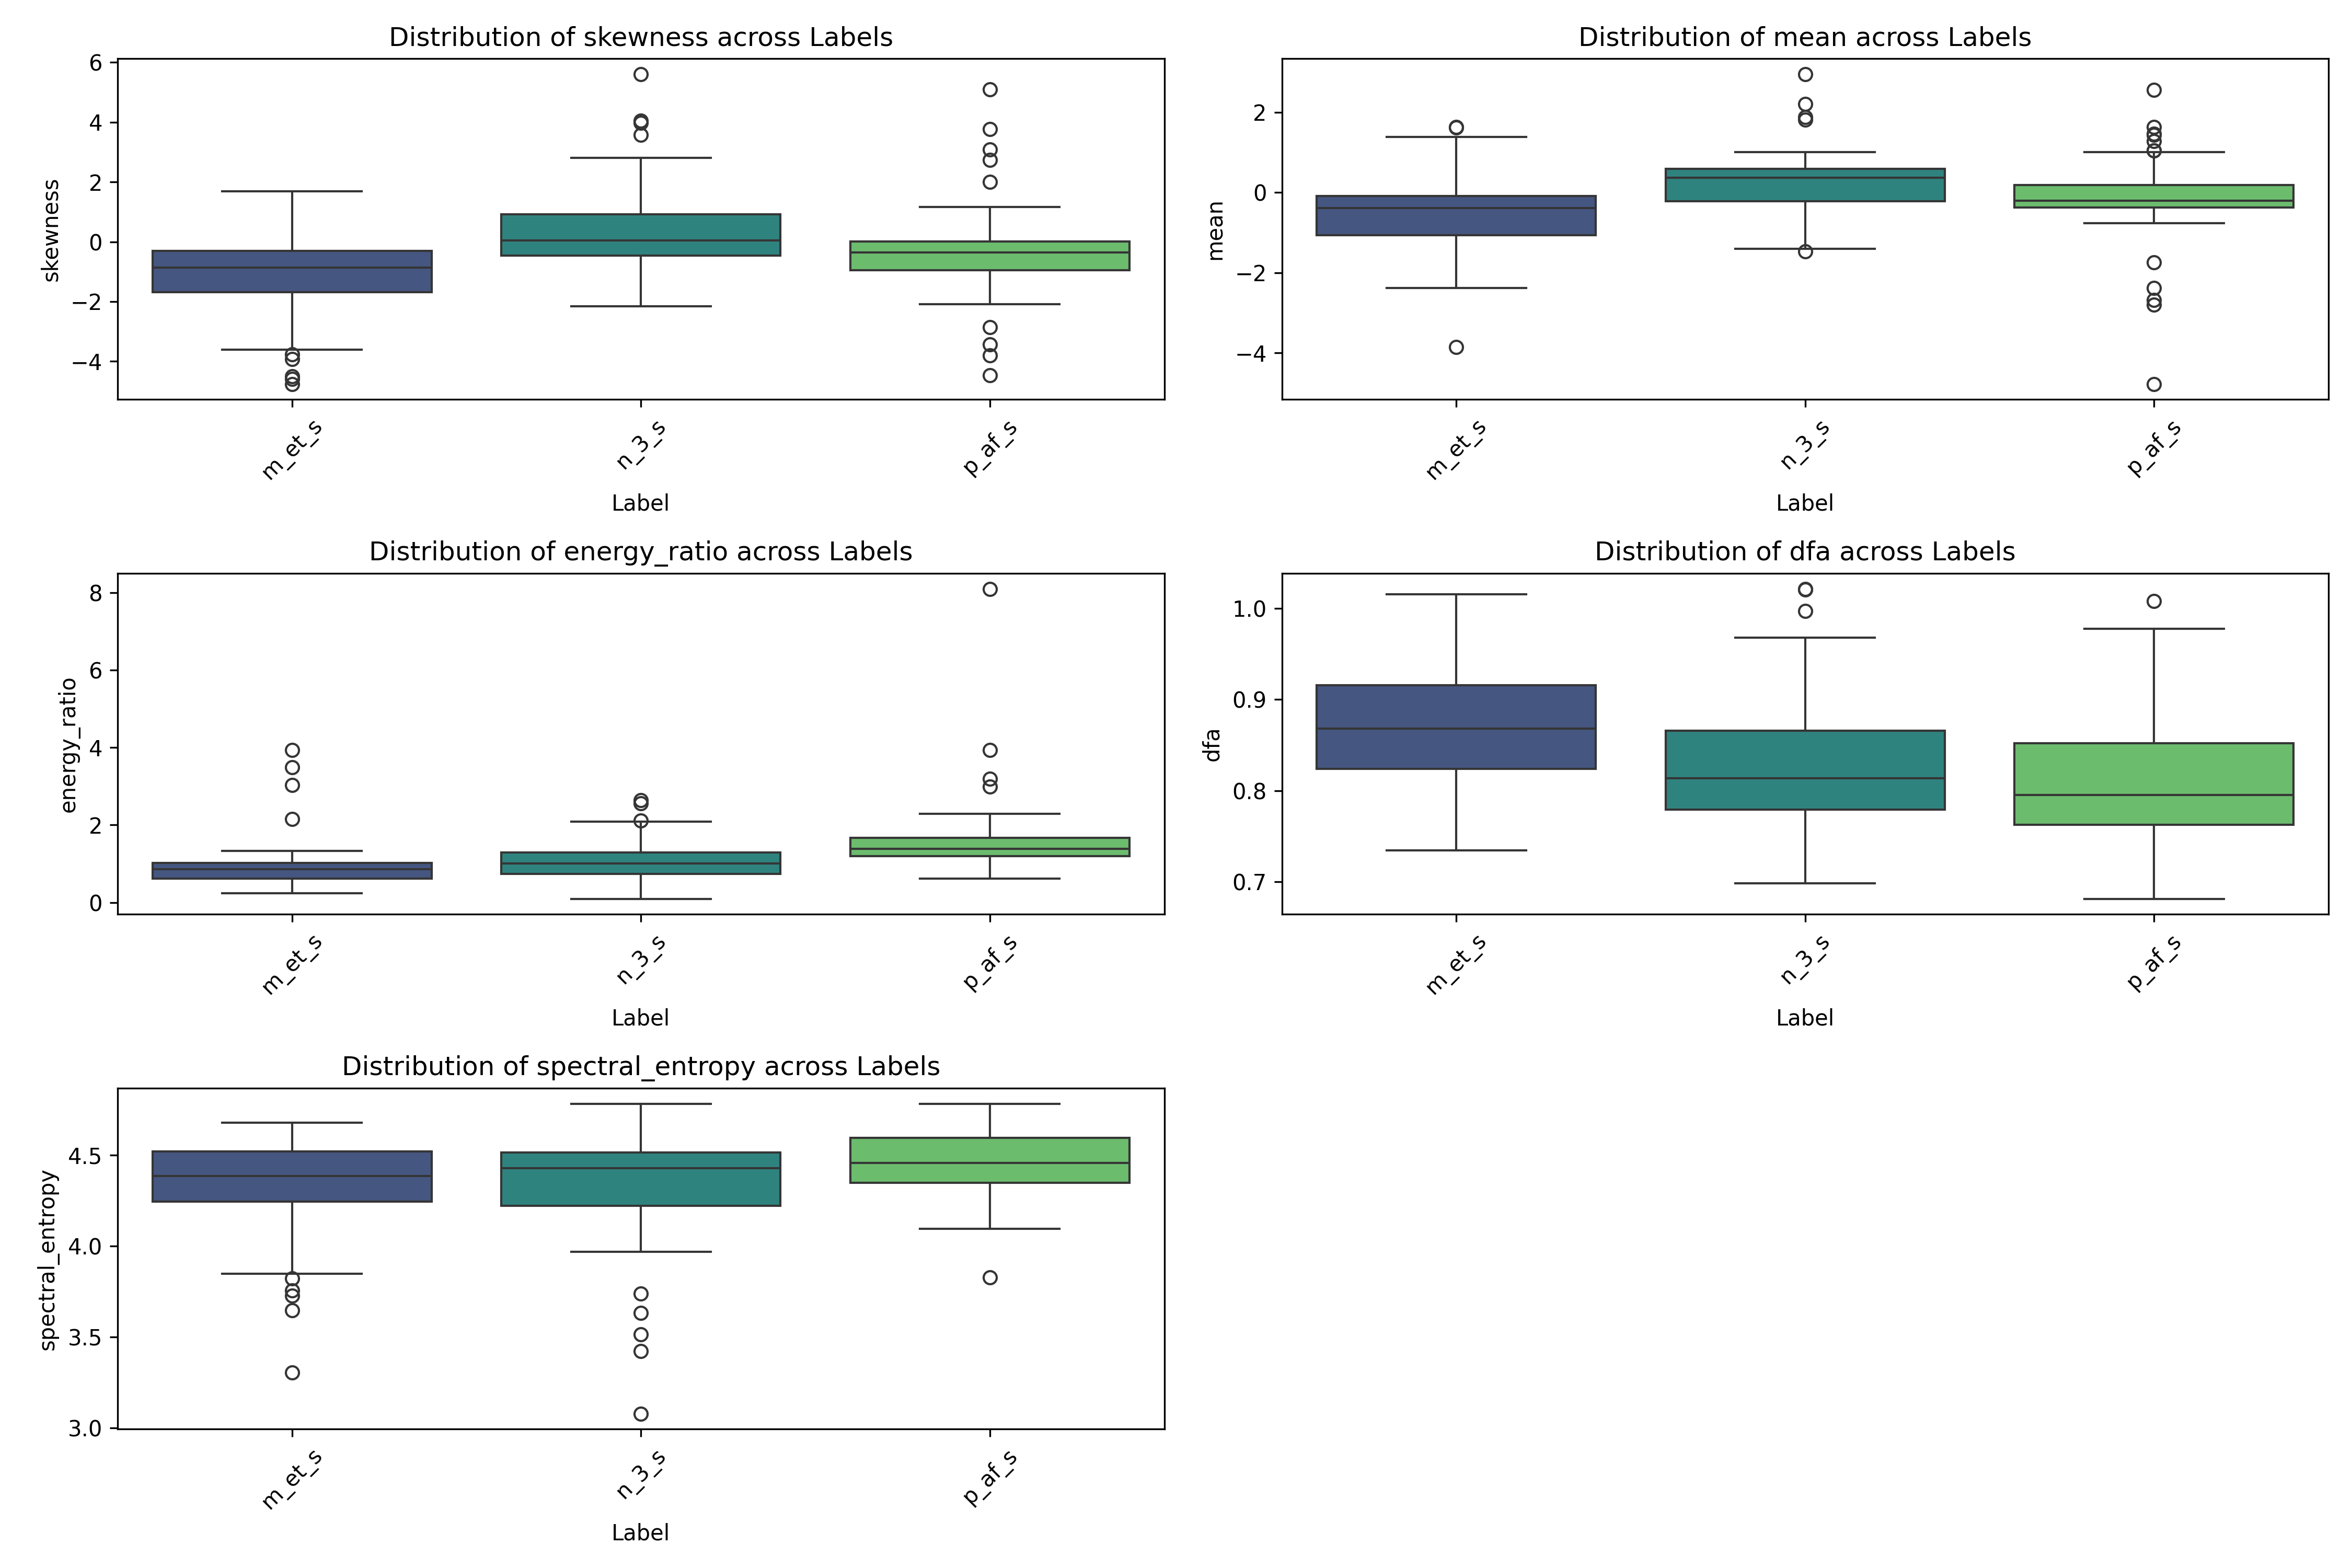 Distribution of skewness across Labels
skewness
6
4
2
0
−2
−4
m_et_s
n_3_s
p_af_s
Label
Distribution of mean across Labels
mean
2
0
−2
−4
m_et_s
n_3_s
p_af_s
Label
Distribution of energy_ratio across Labels
energy_ratio
8
6
4
2
0
m_et_s
n_3_s
p_af_s
Label
Distribution of dfa across Labels
dfa
1.0
0.9
0.8
0.7
m_et_s
n_3_s
p_af_s
Label
Distribution of spectral_entropy across Labels
spectral_entropy
4.5
4.0
3.5
3.0
m_et_s
n_3_s
p_af_s
Label